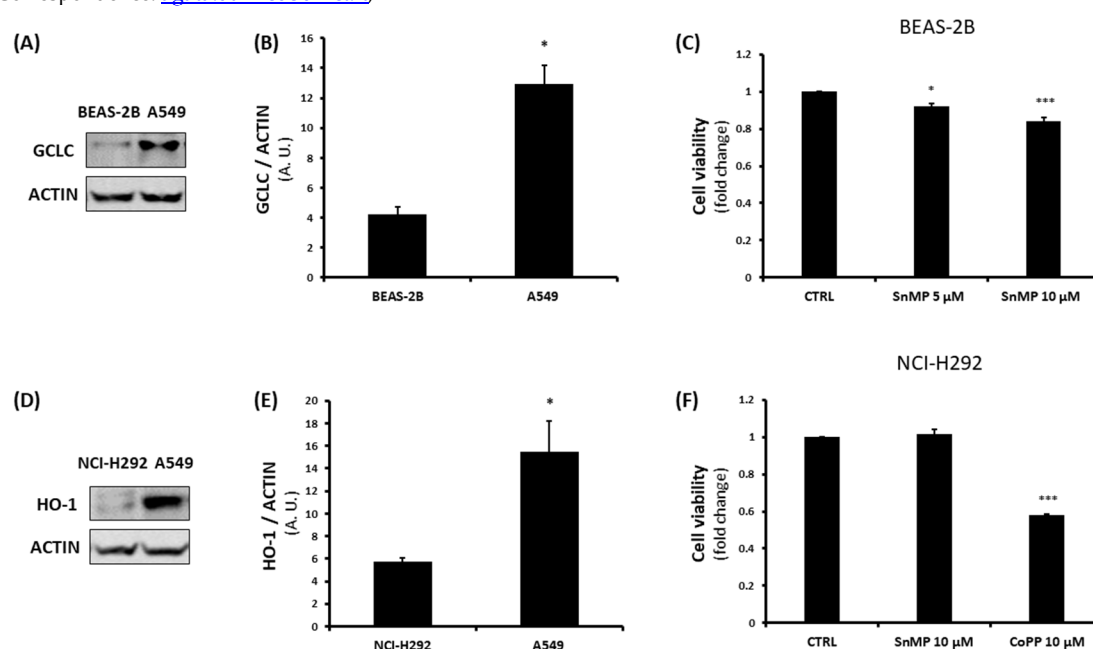 (A)
BEAS-2B A549
GCLC
ACTIN
(B)
GCLC / ACTIN
(A. U.)
16
14
12
10
8
6
4
2
0
*
BEAS-2B
A549
(C)
BEAS-2B
Cell viability
(fold change)
1.2
1
0.8
0.6
0.4
0.2
0
*
***
CTRL
SnMP 5 µM
SnMP 10 µM
(D)
NCI-H292 A549
HO-1
ACTIN
(E)
HO-1 / ACTIN
(A. U.)
20
18
16
14
12
10
8
6
4
2
0
*
NCI-H292
A549
(F)
NCI-H292
Cell viability
(fold change)
1.2
1
0.8
0.6
0.4
0.2
0
***
CTRL
SnMP 10 µM
CoPP 10 µM